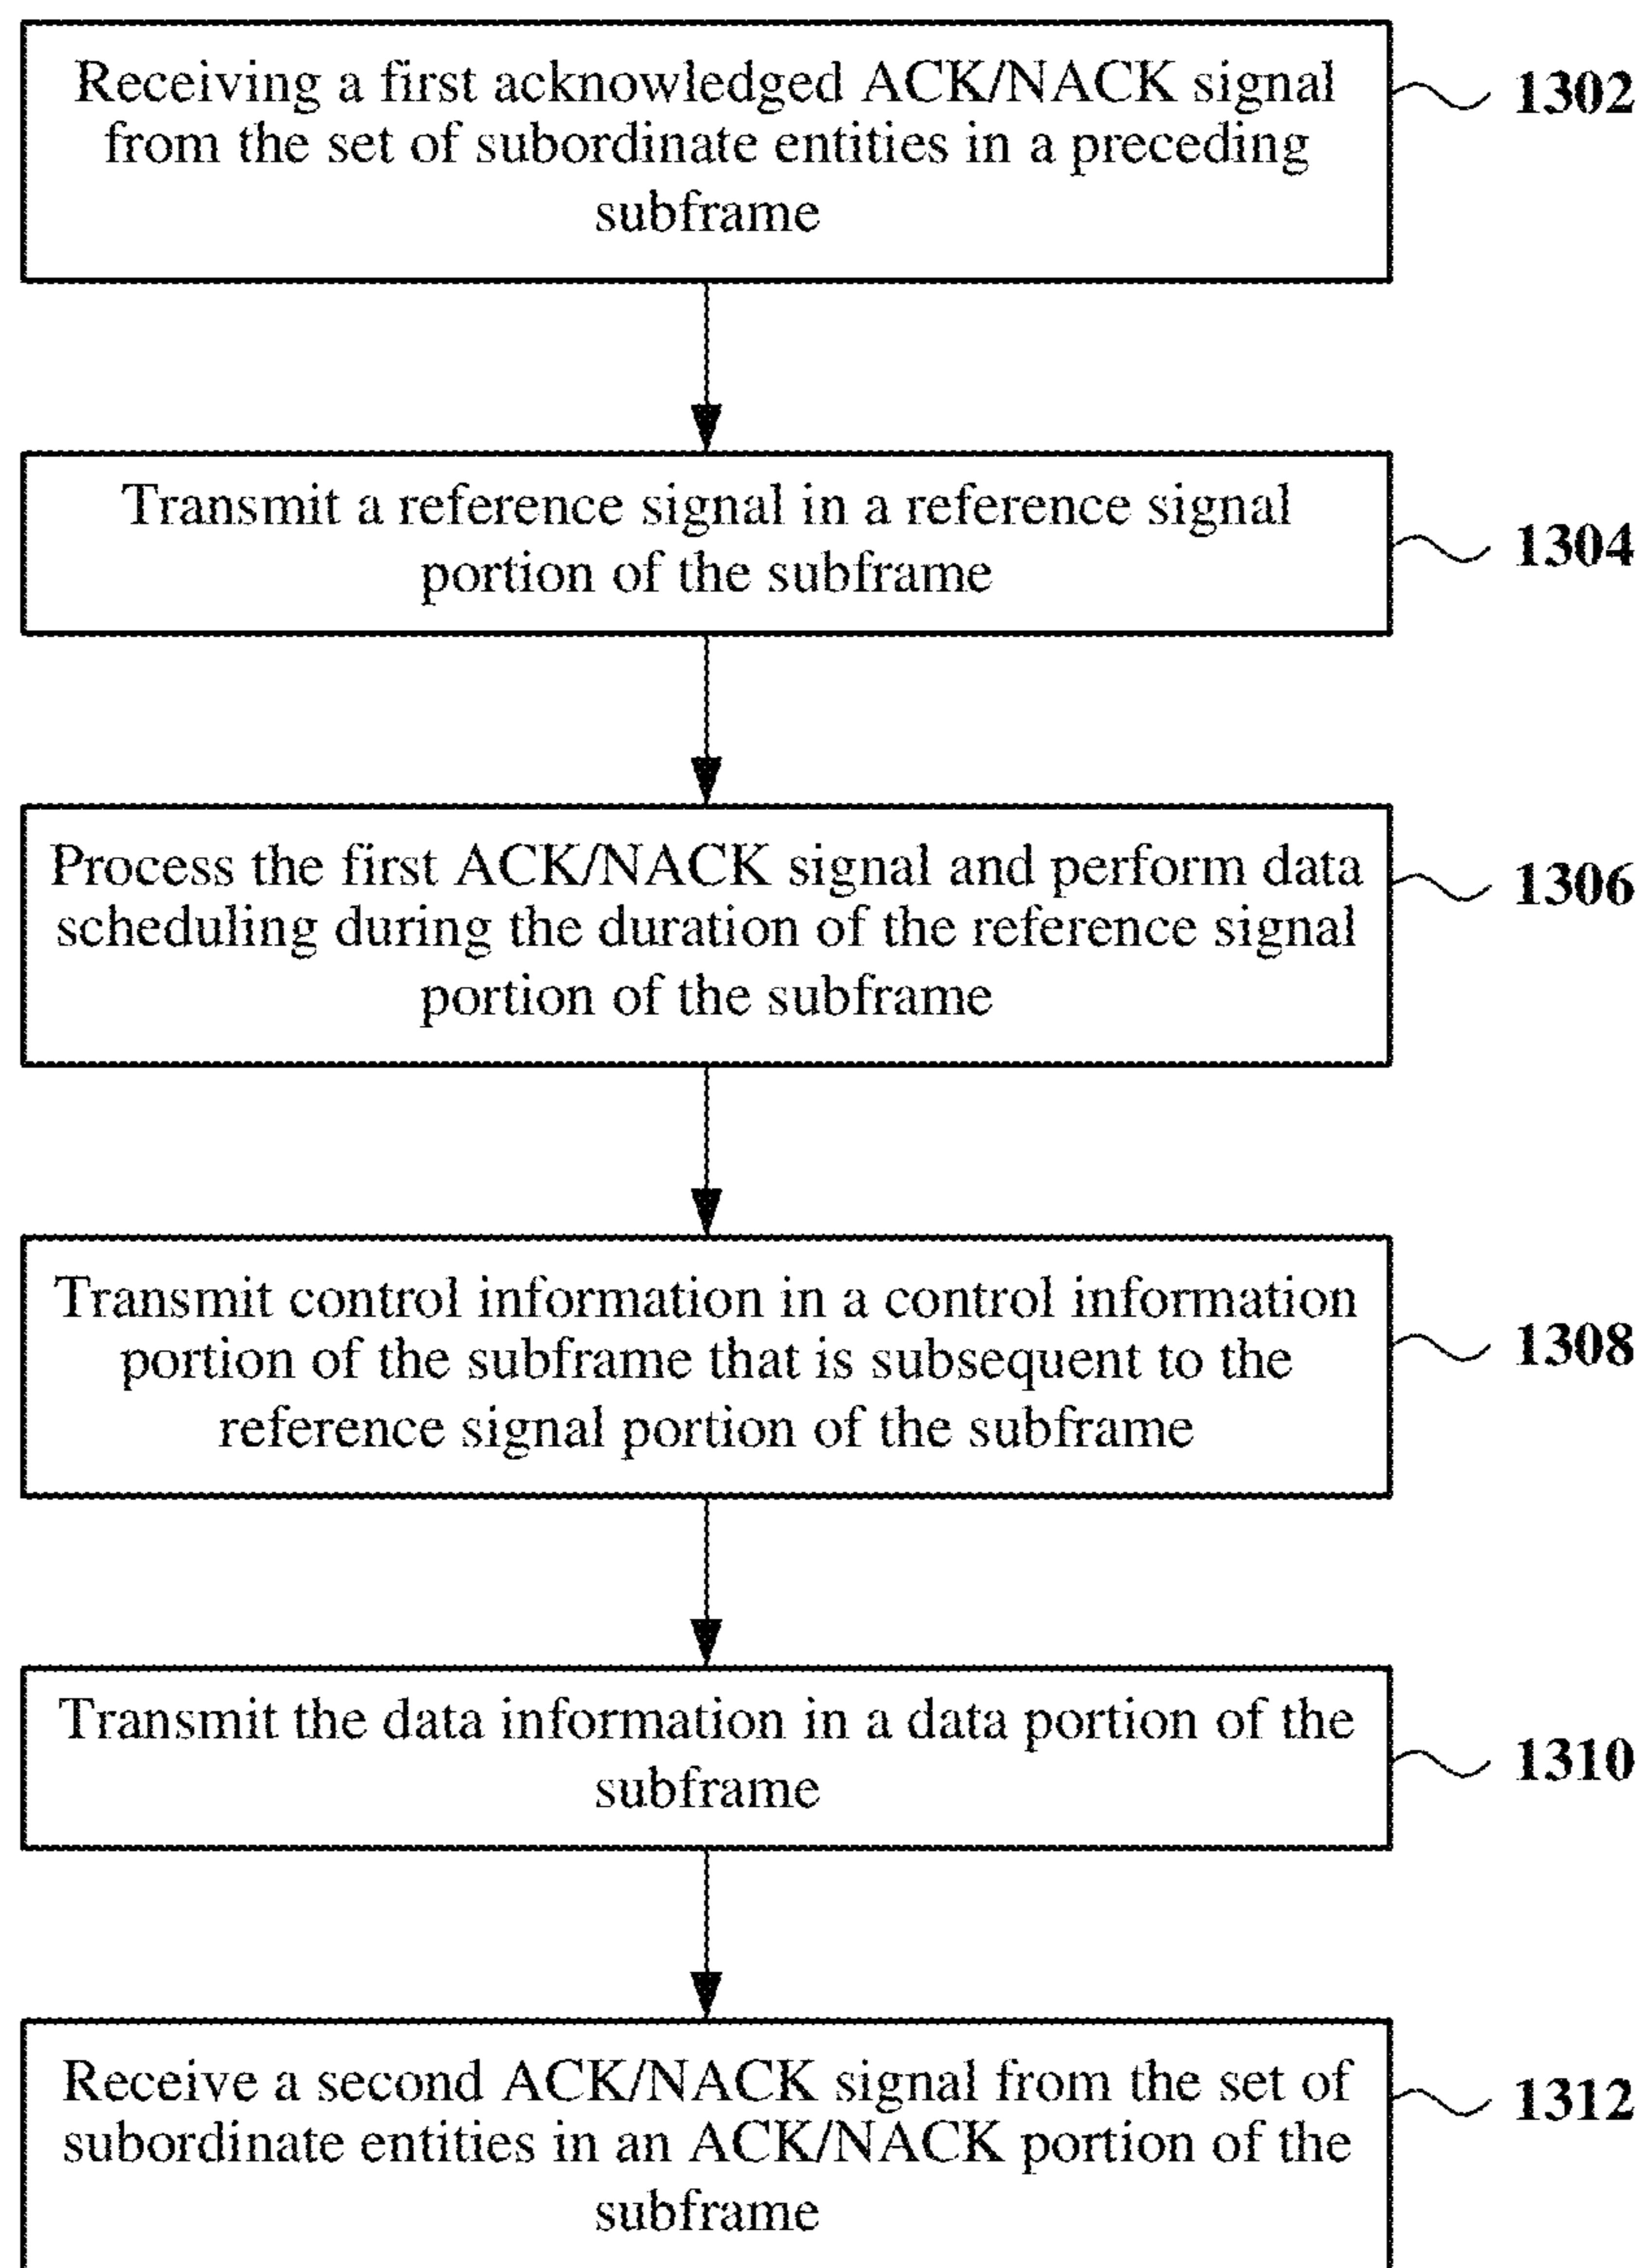 Receiving a first acknowledged ACK/NACK signal
from the set of subordinate entities in a preceding
subframe
1302
Transmit a reference signal in a reference signal
portion of the subframe
1304
Process the first ACK/NACK signal and perform data
scheduling during the duration of the reference signal
portion of the subframe
1306
Transmit control information in a control information
portion of the subframe that is subsequent to the
reference signal portion of the subframe
1308
Transmit the data information in a data portion of the
subframe
1310
Receive a second ACK/NACK signal from the set of
subordinate entities in an ACK/NACK portion of the
subframe
1312